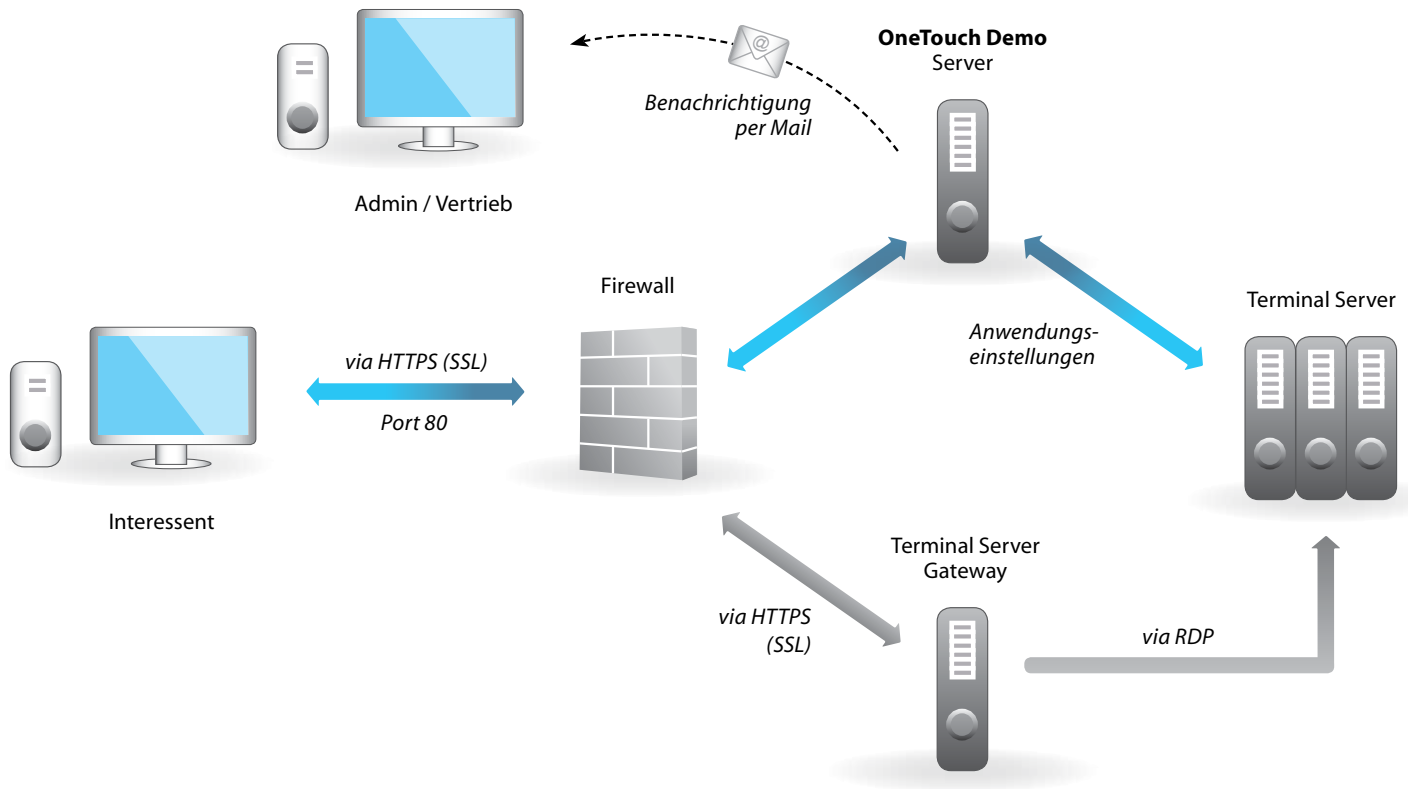 OneTouch Demo
Server
@
Benachrichtigung
per Mail
Admin / Vertrieb
Firewall
Terminal Server
Anwendungs-
einstellungen
via HTTPS (SSL)
Port 80
Interessent
Terminal Server
Gateway
via HTTPS
(SSL)
via RDP